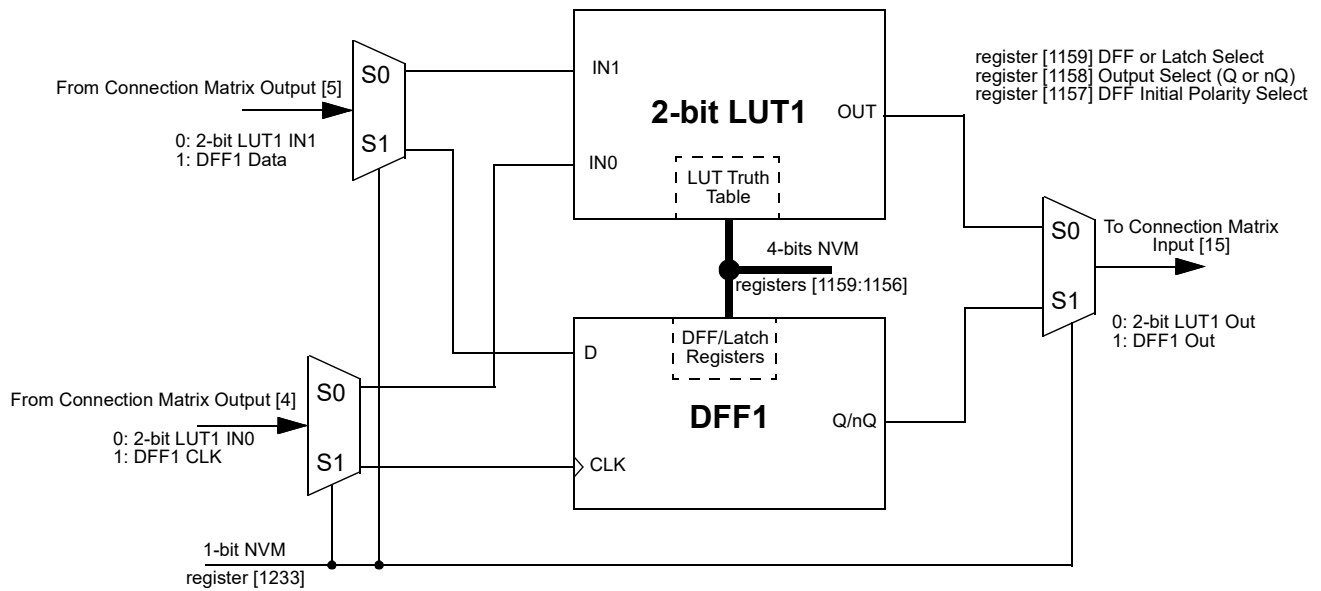 From Connection Matrix Output [5]
0: 2-bit LUT1 IN1
1: DFF1 Data
S0
S1
IN1
IN0
2-bit LUT1
OUT
LUT Truth
Table
register [1159] DFF or Latch Select
register [1158] Output Select (Q or nQ)
register [1157] DFF Initial Polarity Select
4-bits NVM
registers [1159:1156]
S0
S1
To Connection Matrix
Input [15]
0: 2-bit LUT1 Out
1: DFF1 Out
From Connection Matrix Output [4]
0: 2-bit LUT1 IN0
1: DFF1 CLK
S0
S1
DFF/Latch
Registers
D
DFF1
Q/nQ
CLK
1-bit NVM
register [1233]